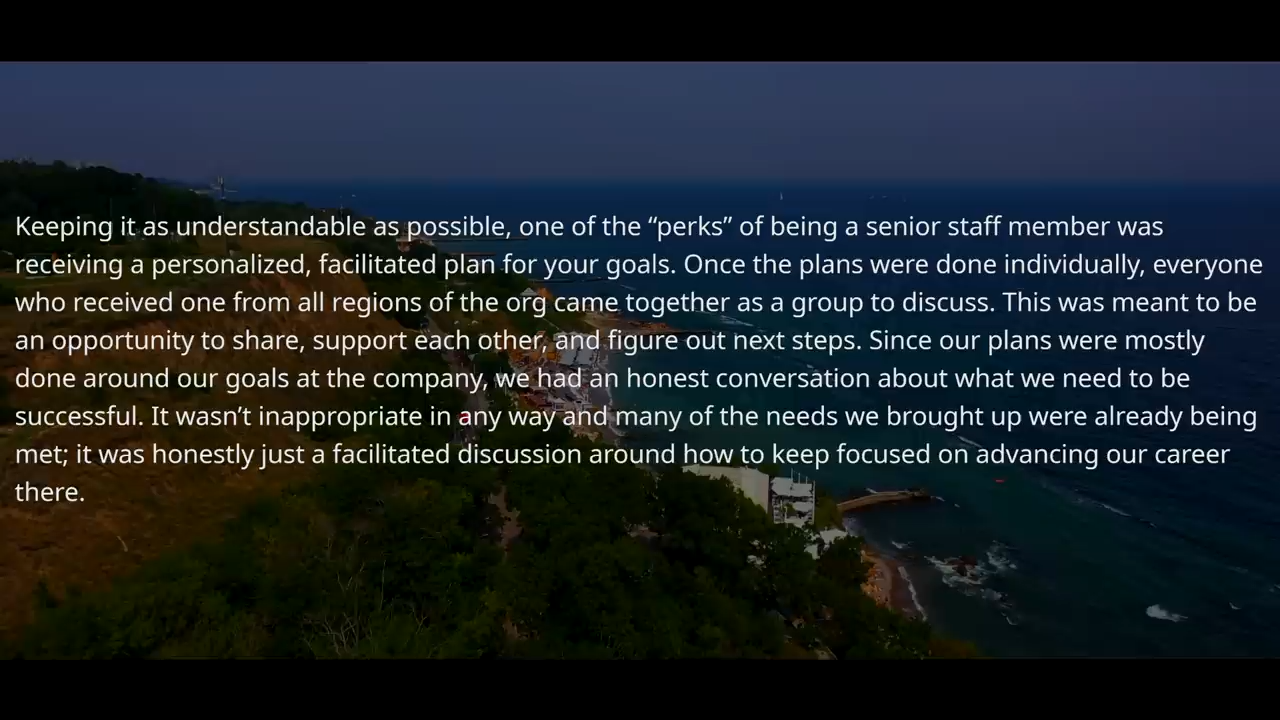 Keeping it as understandable as possible, one of the “perks” of being a senior staff member was
receiving a personalized, facilitated plan for your goals. Once the plans were done individually, everyone
who received one from all regions of the org came together as a group to discuss. This was meant to be
an opportunity to share, support each other, and figure out next steps. Since our plans were mostly
done around our goals at the company, we had an honest conversation about what we need to be
successful. It wasn’t inappropriate in any way and many of the needs we brought up were already being
met; it was honestly just a facilitated discussion around how to keep focused on advancing our career
there.